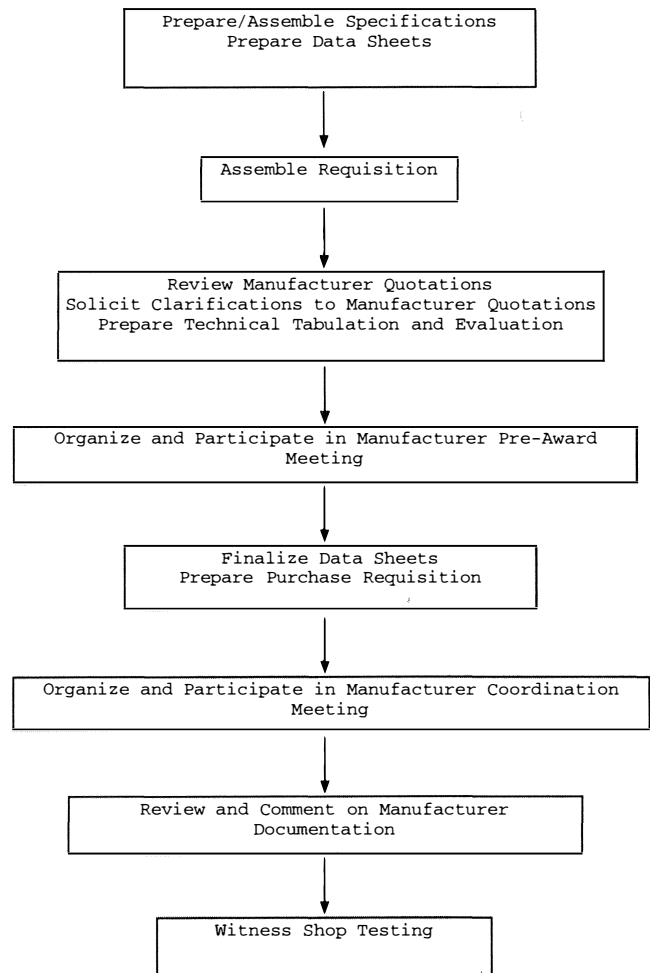 Prepare/Assemble Specifications
Prepare Data Sheets
Assemble Requisition
Review Manufacturer Quotations
Solicit Clarifications to Manufacturer Quotations
Prepare Technical Tabulation and Evaluation
Organize and Participate in Manufacturer Pre-Award
Meeting
Finalize Data Sheets
Prepare Purchase Requisition
Organize and Participate in Manufacturer Coordination
Meeting
Review and Comment on Manufacturer
Documentation
Witness Shop Testing